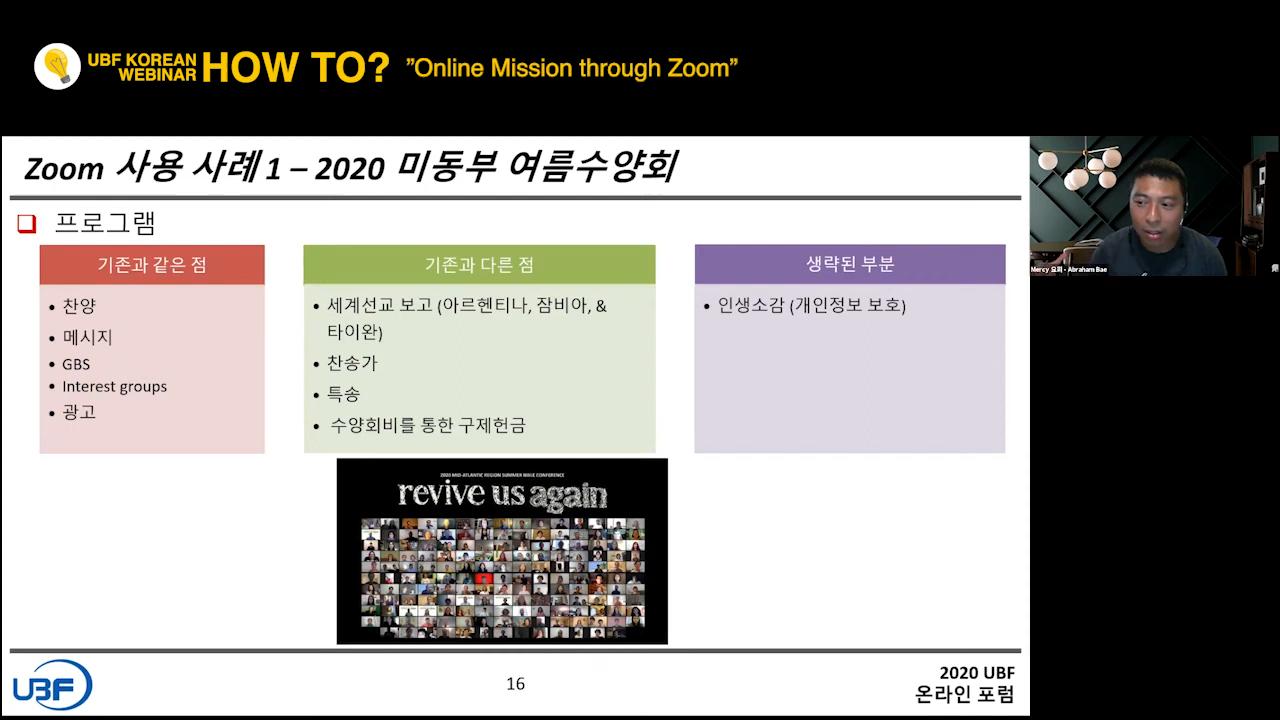 UBF KOREAN
WEBINAR
HOW TO?
”Online Mission through Zoom”
Zoom 사용 사례 1 – 2020 미동부 여름수양회
프로그램
기존과 같은 점
• 찬양
• 메시지
• GBS
• Interest groups
• 광고
기존과 다른 점
• 세계선교 보고 (아르헨티나, 잠비아, &
타이완)
• 찬송가
• 특송
• 수양회비를 통한 구제헌금
생략된 부분
• 인생소감 (개인정보 보호)
2020 MID-ATLANTIC REGION SUMMER BIBLE CONFERENCE
revive us again
UBF
16
2020 UBF
온라인 포럼
Mercy 요회 - Abraham Bae